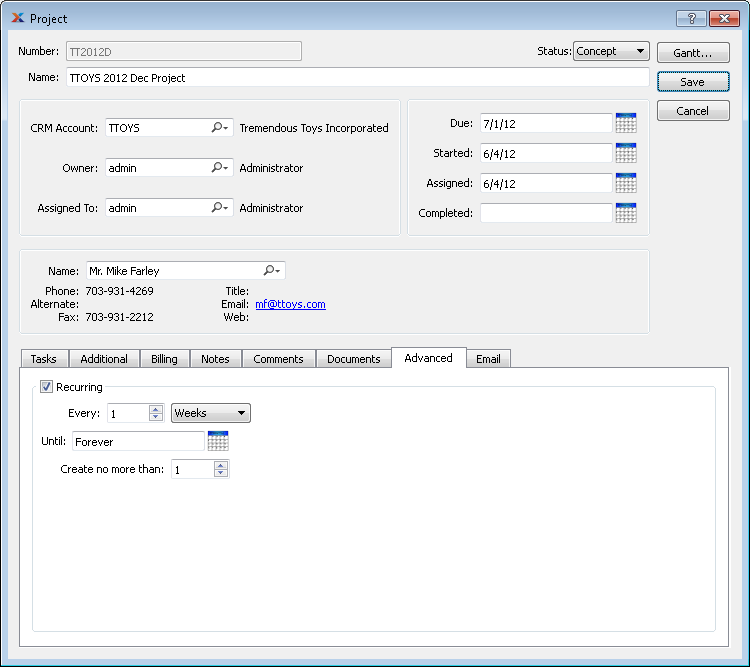 Project
Number: TT2012D Status: Concept Gantt...
Name: TTOYS 2012 Dec Project Save
Cancel
CRM Account: TTOYS Tremendous Toys Incorporated
Owner: admin Administrator
Assigned To: admin Administrator
Due: 7/1/12
Started: 6/4/12
Assigned: 6/4/12
Completed:
Name: Mr. Mike Farley
Phone: 703-931-4269 Title:
Alternate: Email: mf@ttoys.com
Fax: 703-931-2212 Web:
Tasks Additional Billing Notes Comments Documents Advanced Email
Recurring
Every: 1 Weeks
Until: Forever
Create no more than: 1